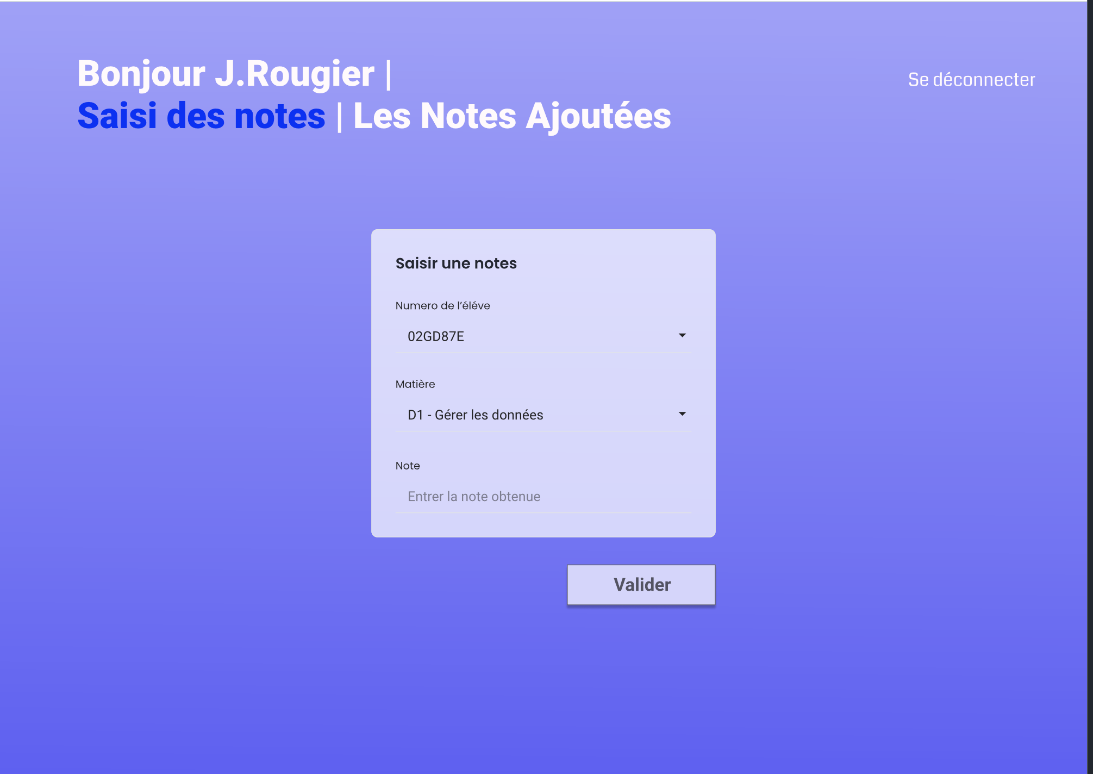 Bonjour J.Rougier |
Se déconnecter
Saisi des notes | Les Notes Ajoutées
Saisir une notes
Numero de l'éléve
02GD87E
Matière
D1 - Gérer les données
Note
Entrer la note obtenue
Valider